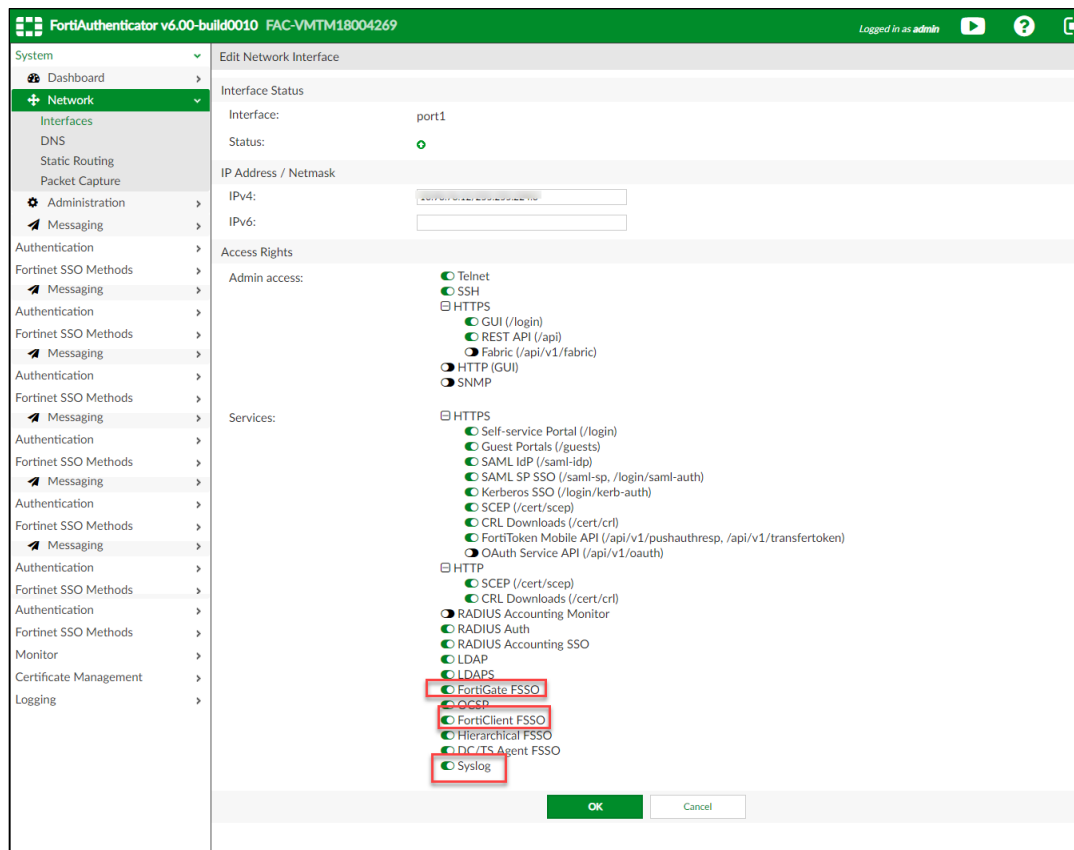 FortiAuthenticator v6.00-build0010 FAC-VMTM18004269
Logged in as admin
System
Dashboard
Network
Interfaces
DNS
Static Routing
Packet Capture
Administration
Messaging
Authentication
Fortinet SSO Methods
Messaging
Authentication
Fortinet SSO Methods
Messaging
Authentication
Fortinet SSO Methods
Messaging
Authentication
Fortinet SSO Methods
Messaging
Authentication
Fortinet SSO Methods
Messaging
Authentication
Fortinet SSO Methods
Authentication
Fortinet SSO Methods
Monitor
Certificate Management
Logging
Edit Network Interface
Interface Status
Interface: port1
Status:
IP Address / Netmask
IPv4:
IPv6:
Access Rights
Admin access:
Telnet
SSH
HTTPS
GUI (/login)
REST API (/api)
Fabric (/api/v1/fabric)
HTTP (GUI)
SNMP
Services:
HTTPS
Self-service Portal (/login)
Guest Portals (/guests)
SAML IdP (/saml-idp)
SAML SP SSO (/saml-sp, /login/saml-auth)
Kerberos SSO (/login/kerb-auth)
SCEP (/cert/scep)
CRL Downloads (/cert/crl)
FortiToken Mobile API (/api/v1/pushauthresp, /api/v1/transfertoken)
OAuth Service API (/api/v1/oauth)
HTTP
SCEP (/cert/scep)
CRL Downloads (/cert/crl)
RADIUS Accounting Monitor
RADIUS Auth
RADIUS Accounting SSO
LDAP
LDAPS
FortiGate FSSO
OCSP
FortiClient FSSO
Hierarchical FSSO
DC/TS Agent FSSO
Syslog
OK
Cancel